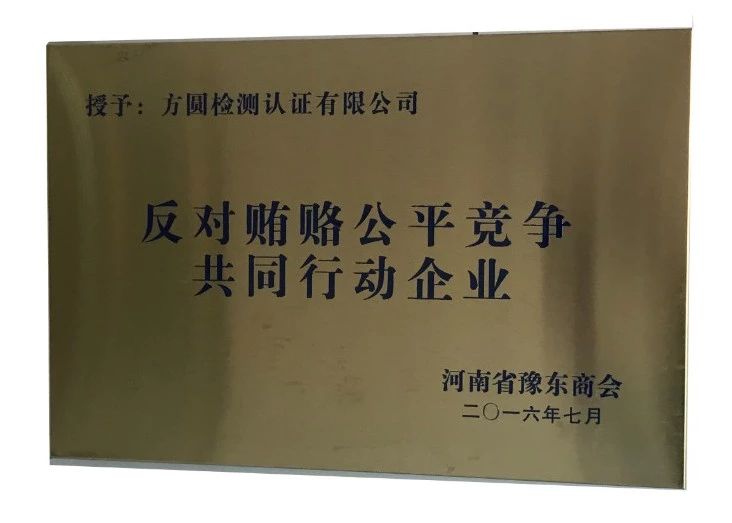 授予：方圆检测认证有限公司
反对贿赂公平竞争
共同行动企业
河南省豫东商会
二〇一六年七月